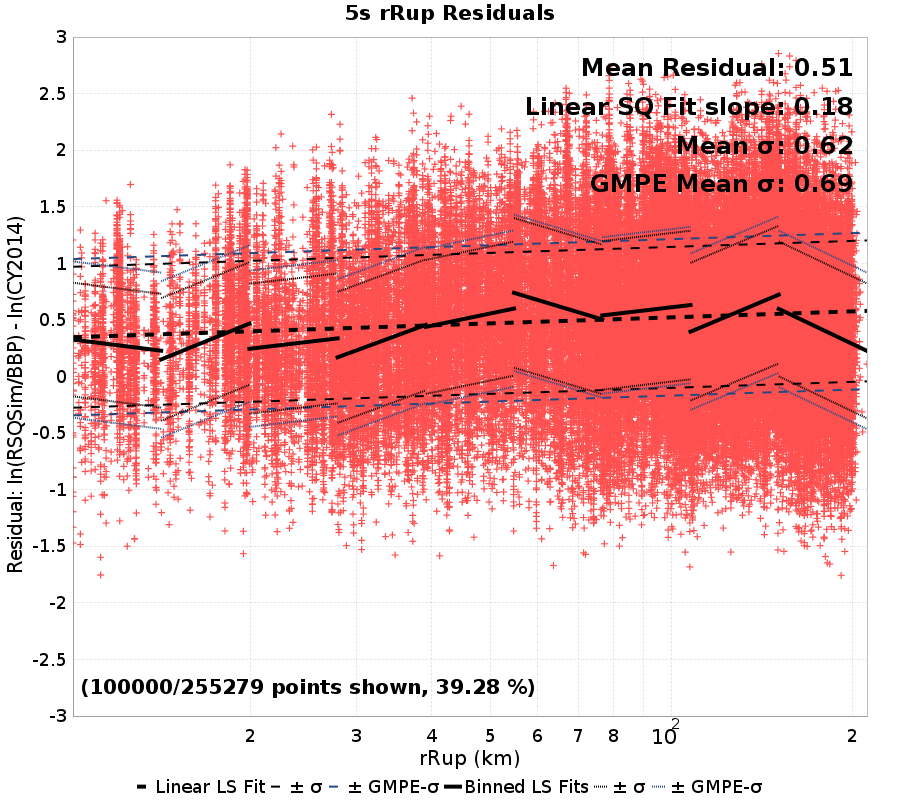 5s rRup Residuals
Residual: ln(RSQSim/BBP) - ln(CY2014)
3
2.5
2
1.5
1
0.5
0
-0.5
-1
-1.5
-2
-2.5
-3
Mean Residual: 0.51
Linear SQ Fit slope: 0.18
Mean σ: 0.62
GMPE Mean σ: 0.69
(100000/255279 points shown, 39.28 %)
2 3 4 5 6 7 8 10² 2
rRup (km)
Linear LS Fit ± σ ± GMPE-σ Binned LS Fits ± σ ± GMPE-σ